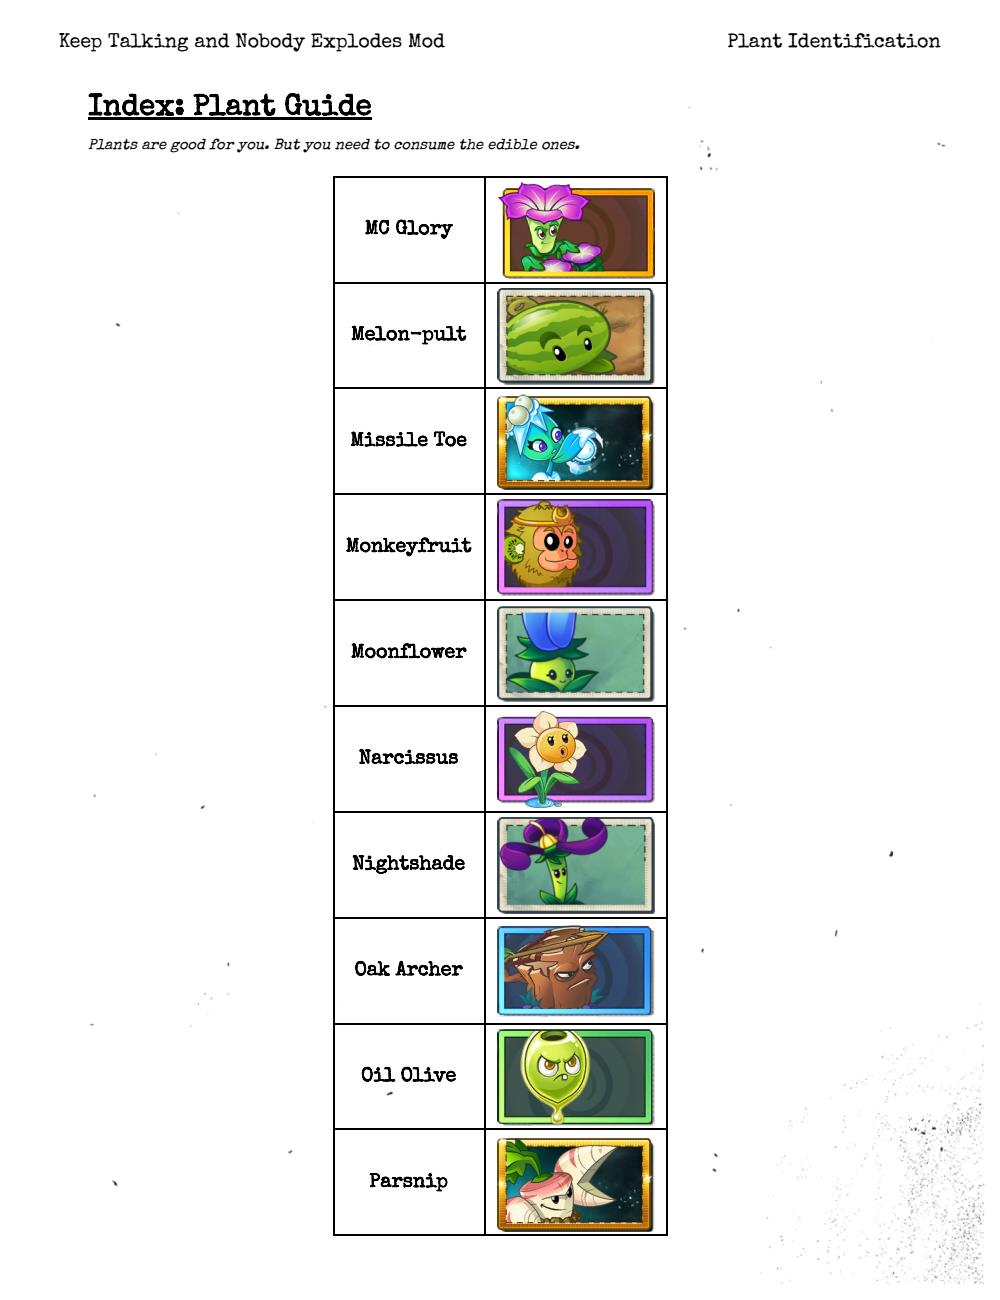 Keep Talking and Nobody Explodes Mod
Plant Identification
Index: Plant Guide
Plants are good for you. But you need to consume the edible ones.
MC Glory
Melon-pult
Missile Toe
Monkeyfruit
Moonflower
Narcissus
Nightshade
Oak Archer
Oil Olive
Parsnip